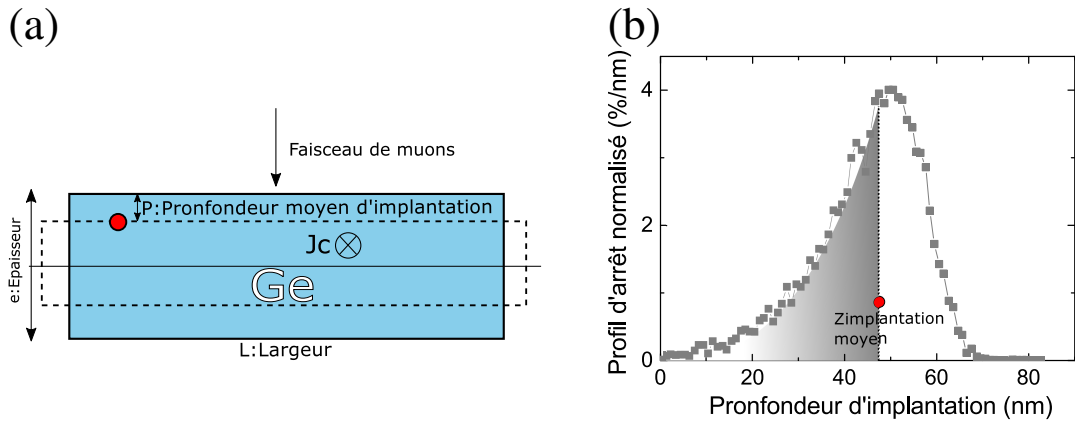 (a)
Faisceau de muons
P:Pronfondeur moyen d'implantation
e:Epaisseur
Jc
Ge
L:Largeur
(b)
Profil d'arrêt normalisé (%/nm)
4
2
0
Zimplantation
moyen
0 20 40 60 80
Pronfondeur d'implantation (nm)